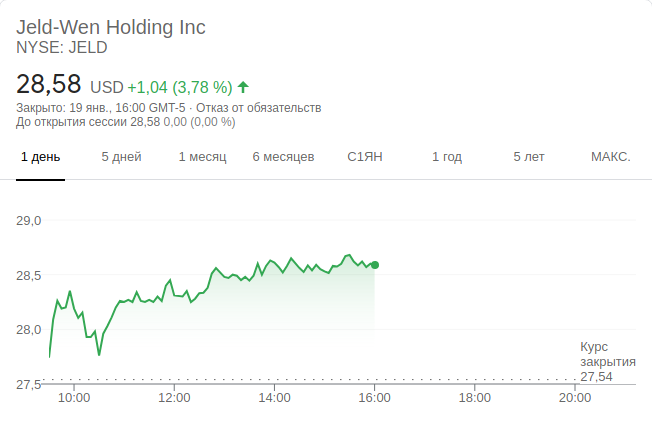 Jeld-Wen Holding Inc
NYSE: JELD
28,58 USD +1,04 (3,78 %)
Закрыто: 19 янв., 16:00 GMT-5 · Отказ от обязательств
До открытия сессии 28,58 0,00 (0,00 %)
1 день 5 дней 1 месяц 6 месяцев С1ЯН 1 год 5 лет МАКС.
29,0
28,5
28,0
Курс
закрытия
27,54
27,5
10:00 12:00 14:00 16:00 18:00 20:00